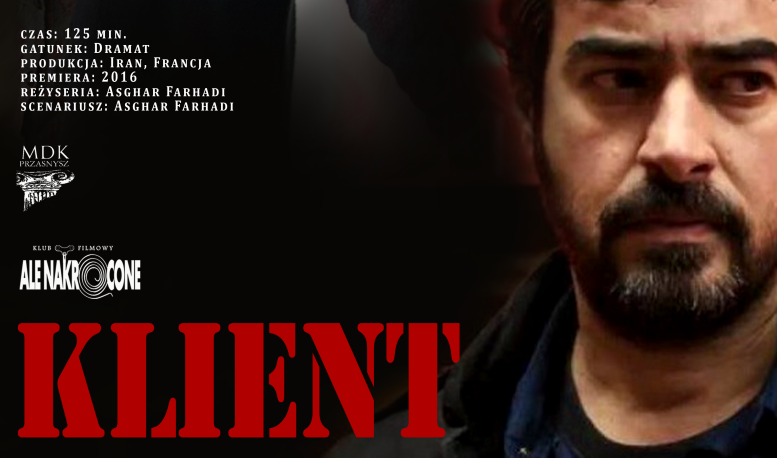 CZAS: 125 MIN.
GATUNEK: DRAMAT
PRODUKCJA: IRAN, FRANCJA
PREMIERA: 2016
REŻYSERIA: ASGHAR FARHADI
SCENARIUSZ: ASGHAR FARHADI
MDK
PRZASNYSZ
KLUB FILMOWY
ALE NAKRĘCONE
KLIENT